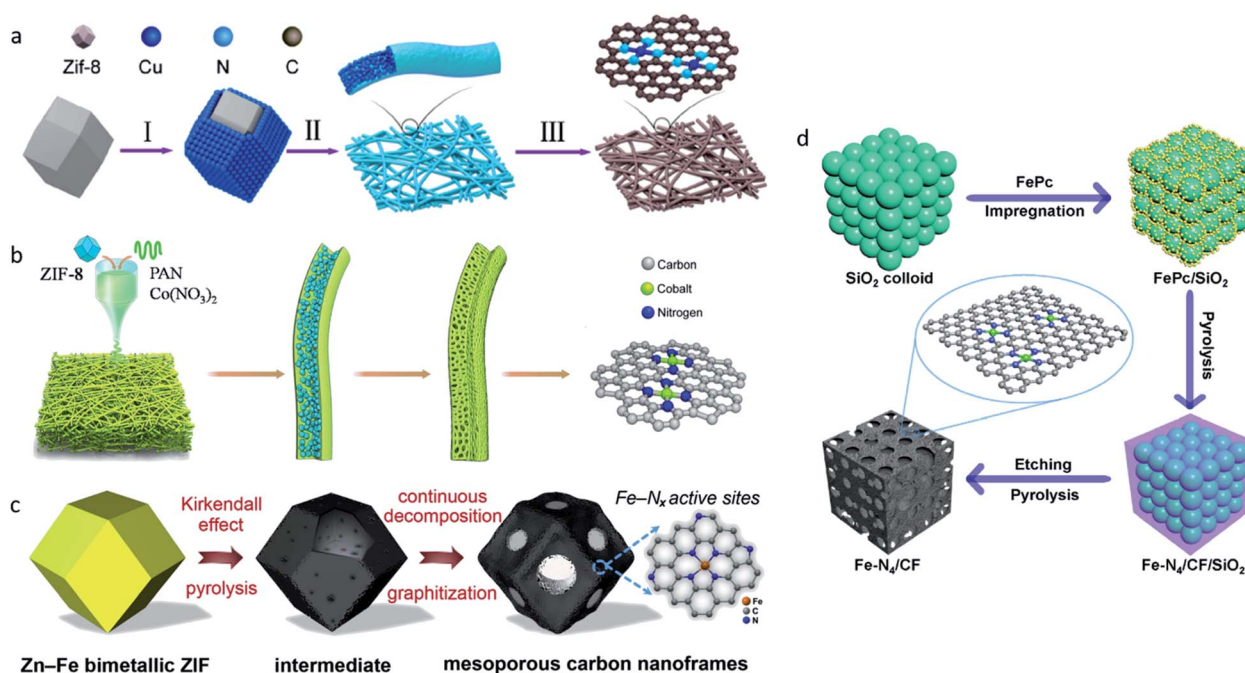 a
Zif-8 Cu N C
I
II
III
b
ZIF-8
PAN
Co(NO₃)₂
Carbon
Cobalt
Nitrogen
c
Kirkendall
effect
pyrolysis
continuous
decomposition
graphitization
Fe–Nₓ active sites
Fe
C
N
Zn–Fe bimetallic ZIF
intermediate
mesoporous carbon nanoframes
d
SiO₂ colloid
FePc
Impregnation
FePc/SiO₂
Pyrolysis
Etching
Pyrolysis
Fe-N₄/CF
Fe-N₄/CF/SiO₂